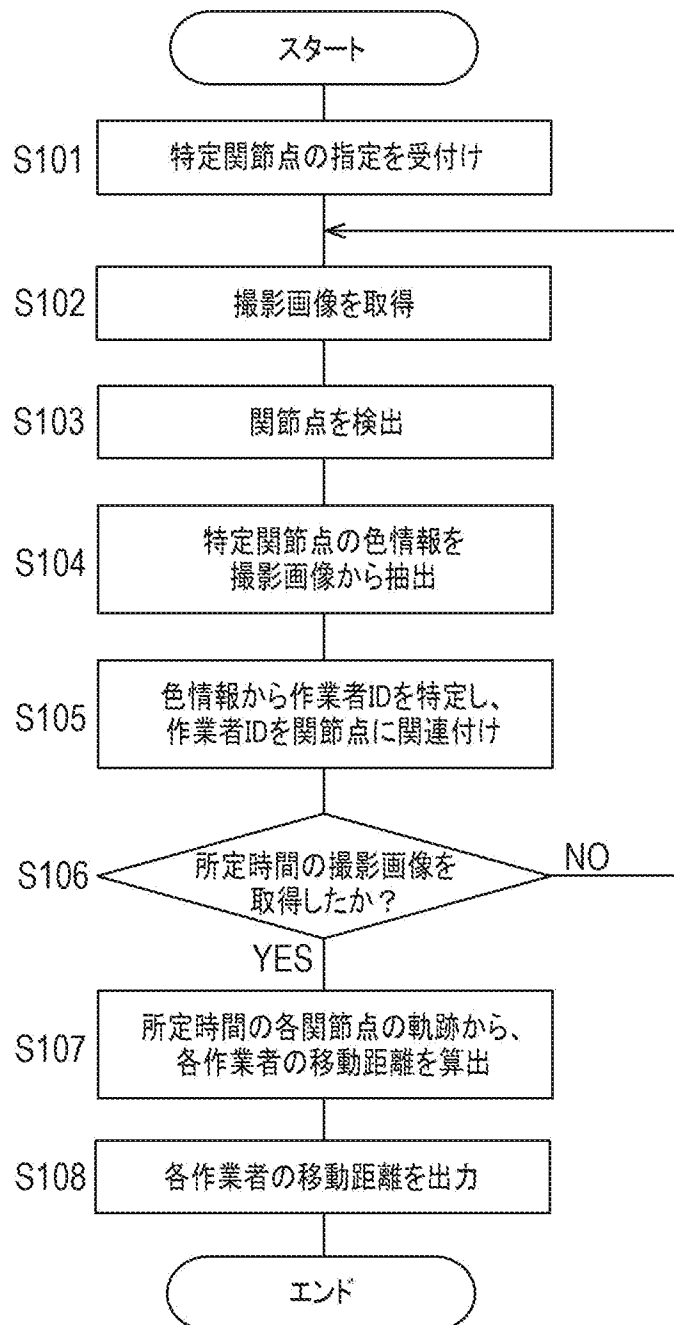 スタート
S101
特定関節点の指定を受付け
S102
撮影画像を取得
S103
関節点を検出
S104
特定関節点の色情報を
撮影画像から抽出
S105
色情報から作業者IDを特定し、
作業者IDを関節点に関連付け
S106
所定時間の撮影画像を
取得したか？
NO
YES
S107
所定時間の各関節点の軌跡から、
各作業者の移動距離を算出
S108
各作業者の移動距離を出力
エンド